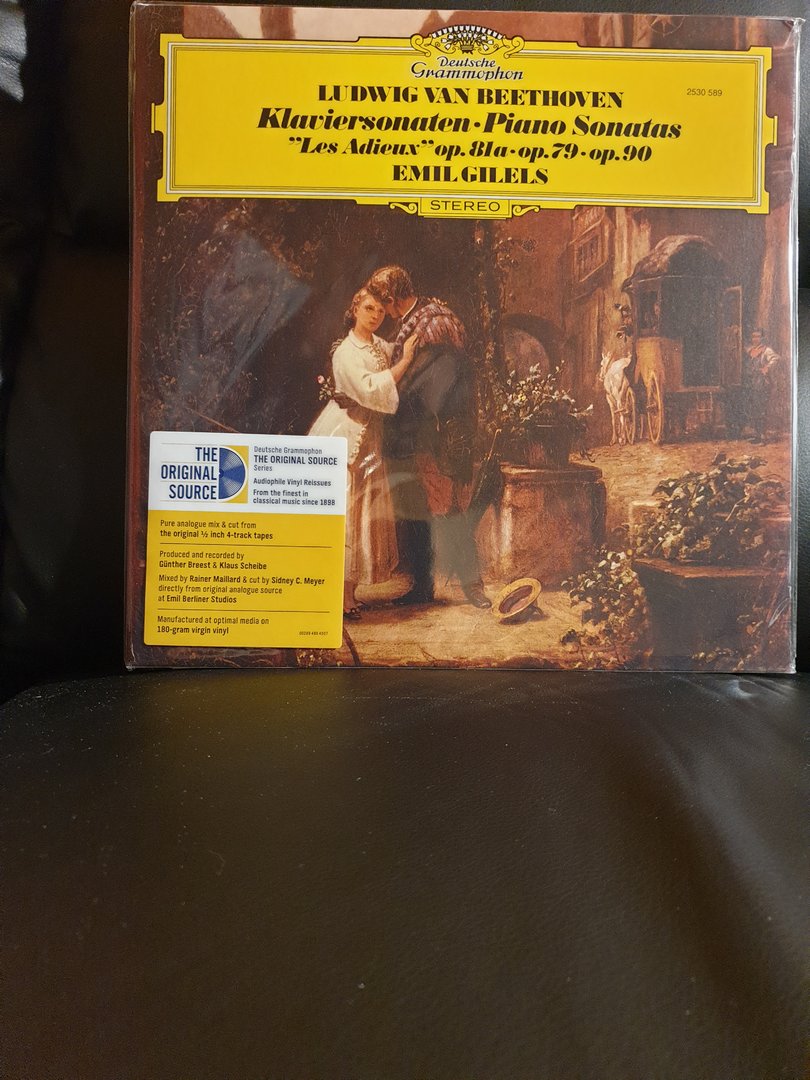 Deutsche
Grammophon
LUDWIG VAN BEETHOVEN
2530 589
Klaviersonaten · Piano Sonatas
"Les Adieux" op. 81a · op. 79 · op. 90
EMIL GILELS
STEREO
THE
ORIGINAL
SOURCE
Deutsche Grammophon
THE ORIGINAL SOURCE
Series
Audiophile Vinyl Reissues
From the finest in
classical music since 1898
Pure analogue mix & cut from
the original ½ inch 4-track tapes
Produced and recorded by
Günther Breest & Klaus Scheibe
Mixed by Rainer Maillard & cut by Sidney C. Meyer
directly from original analogue source
at Emil Berliner Studios
Manufactured at optimal media on
180-gram virgin vinyl